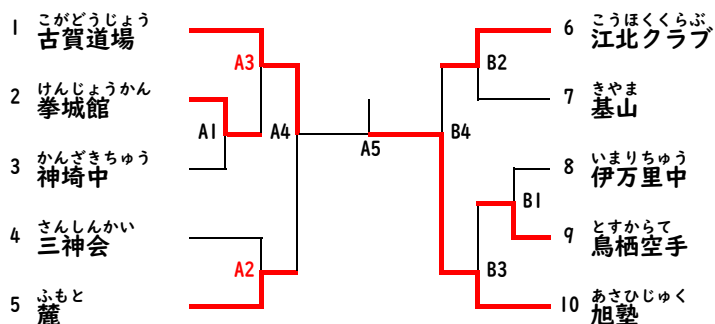 1 こがどうじょう
古賀道場
2 けんじょうかん
拳城館
3 かんざきちゅう
神埼中
4 さんしんかい
三神会
5 ふもと
麓
A3
A1
A4
A2
A5
B2
B4
B1
B3
6 こうほくくらぶ
江北クラブ
7 きやま
基山
8 いまりちゅう
伊万里中
9 とすからて
鳥栖空手
10 あさひじゅく
旭塾